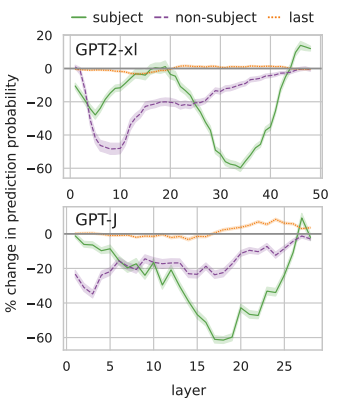 subject non-subject last
% change in prediction probability
GPT2-xl
20
0
−20
−40
−60
0 10 20 30 40 50
GPT-J
0
−20
−40
−60
0 5 10 15 20 25
layer